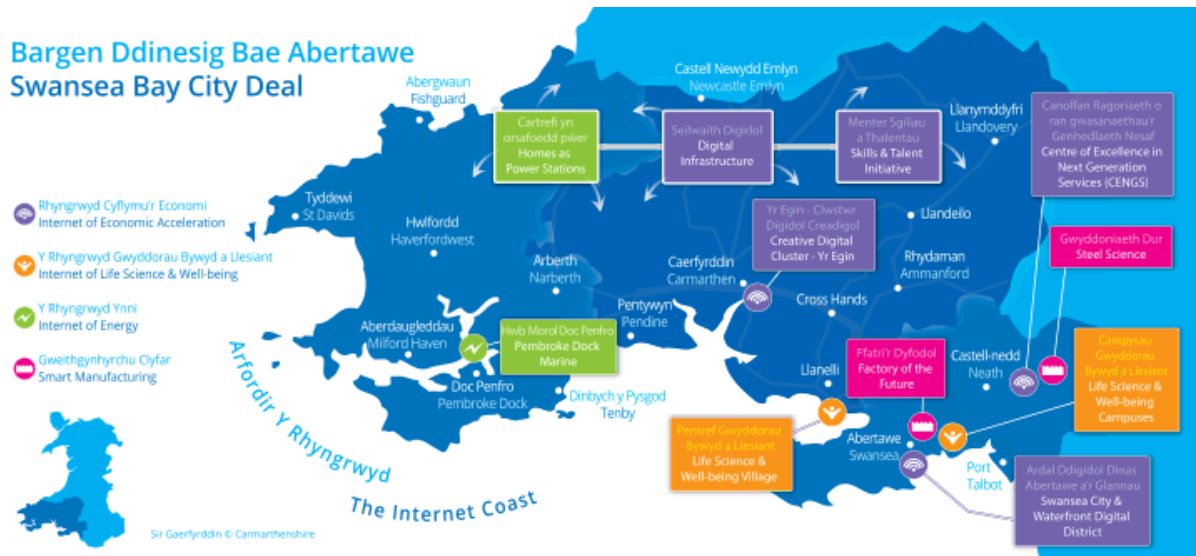 Bargen Ddinesig Bae Abertawe
Swansea Bay City Deal
Abergwaun
Fishguard
Castell Newydd Emlyn
Newcastle Emlyn
Llanymddyfri
Llandovery
Canolfan Ragoriaeth o
ran gwasanaethau'r
Genhedlaeth Nesaf
Centre of Excellence in
Next Generation
Services (CENGS)
Cartrefi yn
orsafoedd pŵer
Homes as
Power Stations
Seilwaith Digidol
Digital
Infrastructure
Menter Sgiliau
a Thalentau
Skills & Talent
Initiative
Rhyngrwyd Cyflymu'r Economi
Internet of Economic Acceleration
Y Rhyngrwyd Gwyddorau Bywyd a Llesiant
Internet of Life Science & Well-being
Y Rhyngrwyd Ynni
Internet of Energy
Gweithgynhyrchu Clyfar
Smart Manufacturing
Tyddewi
St Davids
Hwlfordd
Haverfordwest
Arberth
Narberth
Yr Egin - Clwstwr
Digidol Creadigol
Creative Digital
Cluster - Yr Egin
Caerfyrddin
Carmarthen
Llandeilo
Rhydaman
Ammanford
Gwyddoniaeth Dur
Steel Science
Cross Hands
Pentywyn
Pendine
Aberdaugleddau
Milford Haven
Hwb Morol Doc Penfro
Pembroke Dock
Marine
Doc Penfro
Pembroke Dock
Dinbych y Pysgod
Tenby
Llanelli
Ffatri'r Dyfodol
Factory of the
Future
Castell-nedd
Neath
Campysau
Gwyddorau
Bywyd a Llesiant
Life Science &
Well-being
Campuses
Pentref Gwyddorau
Bywyd a Llesiant
Life Science &
Well-being Village
Abertawe
Swansea
Port
Talbot
Ardal Ddigidol Dinas
Abertawe a'r Glannau
Swansea City &
Waterfront Digital
District
Arfordir Y Rhyngrwyd
The Internet Coast
Sir Gaerfyrddin © Carmarthenshire